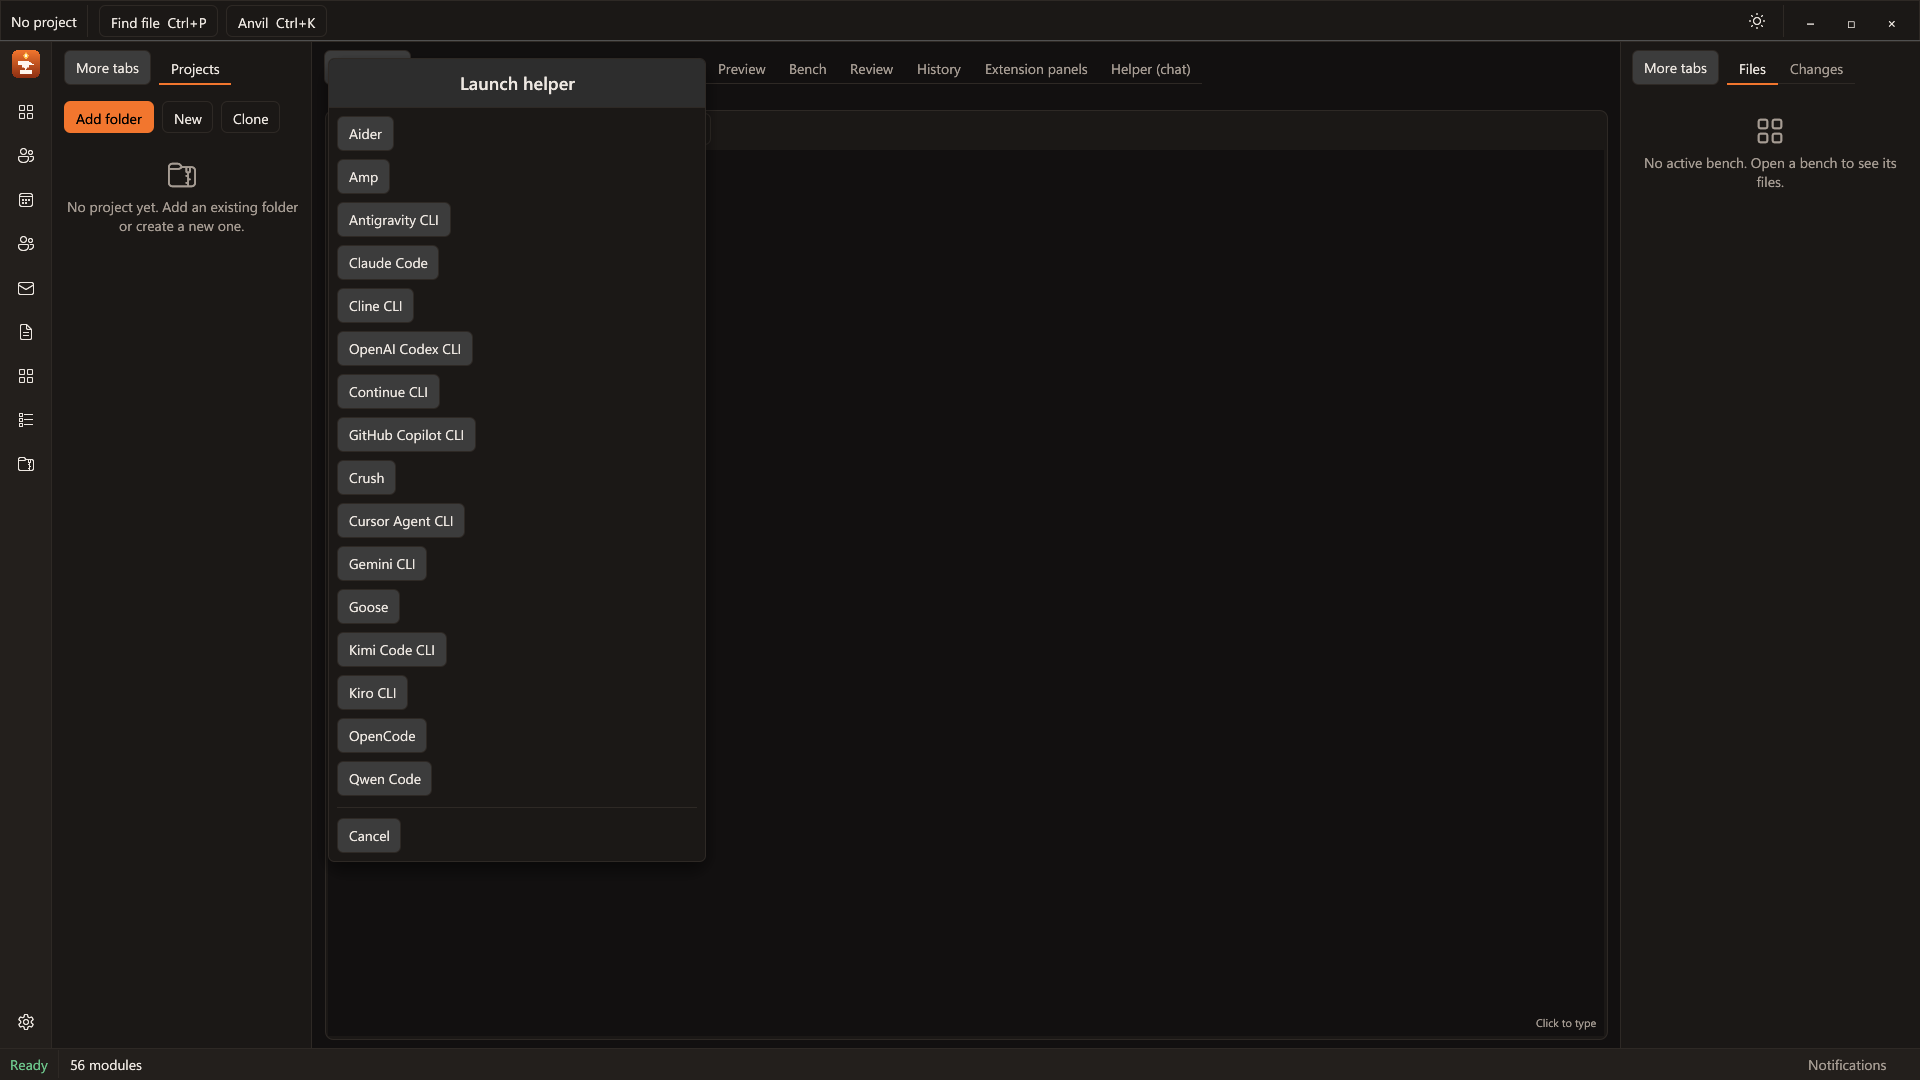 No project
Find file Ctrl+P
Anvil Ctrl+K
More tabs
Projects
Add folder
New
Clone
No project yet. Add an existing folder
or create a new one.
Launch helper
Aider
Amp
Antigravity CLI
Claude Code
Cline CLI
OpenAI Codex CLI
Continue CLI
GitHub Copilot CLI
Crush
Cursor Agent CLI
Gemini CLI
Goose
Kimi Code CLI
Kiro CLI
OpenCode
Qwen Code
Cancel
Preview
Bench
Review
History
Extension panels
Helper (chat)
Click to type
More tabs
Files
Changes
No active bench. Open a bench to see its
files.
Ready
56 modules
Notifications